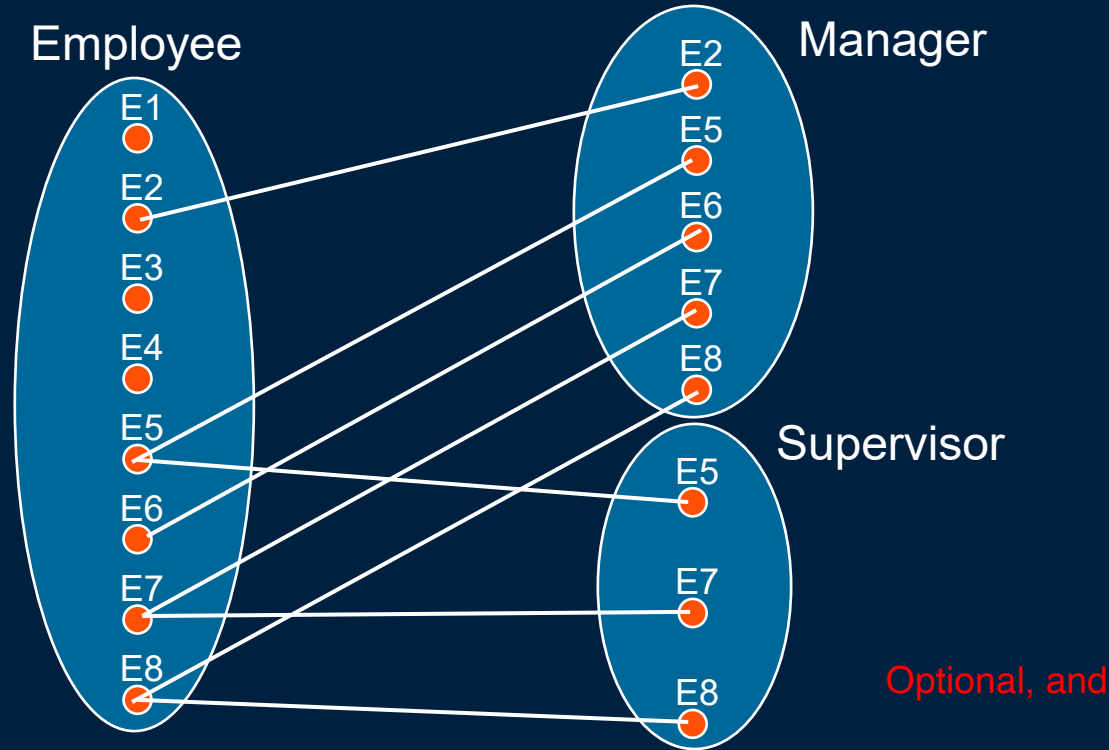 Employee
E1
E2
E3
E4
E5
E6
E7
E8
Manager
E2
E5
E6
E7
E8
Supervisor
E5
E7
E8
Optional, and